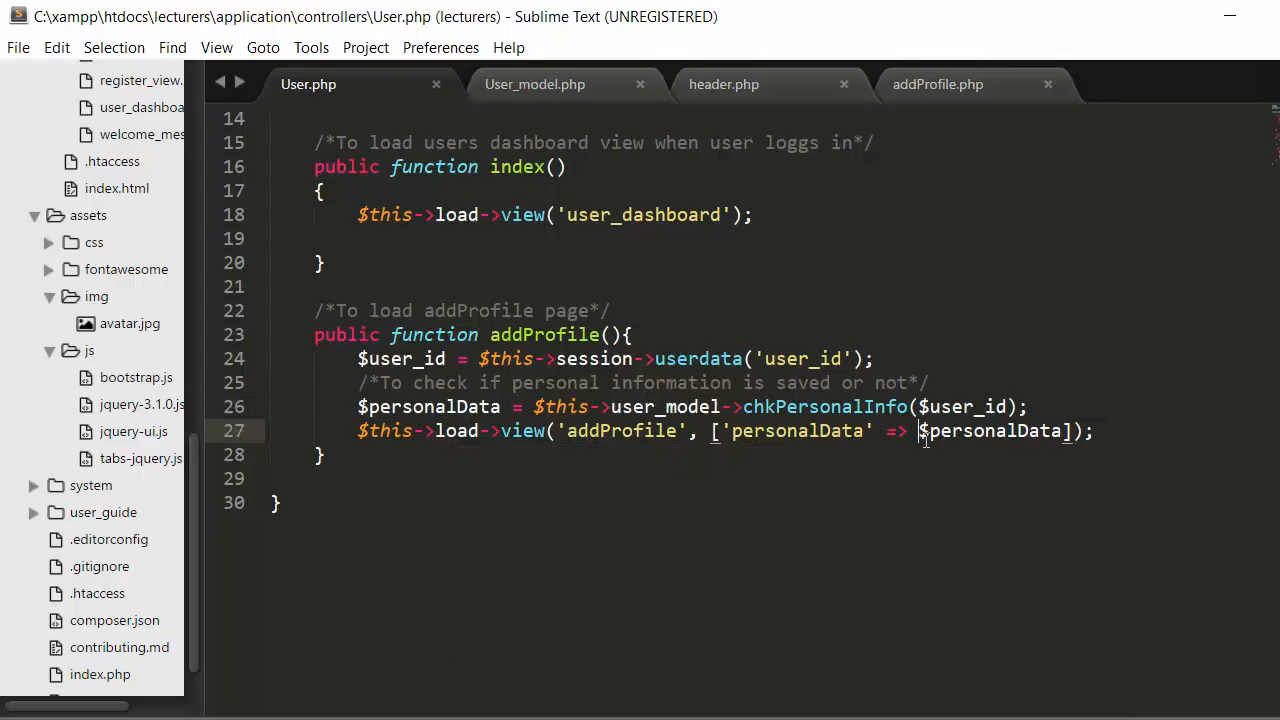 C:\xampp\htdocs\lecturers\application\controllers\User.php (lecturers) - Sublime Text (UNREGISTERED)
File Edit Selection Find View Goto Tools Project Preferences Help
register_view.
user_dashboa
welcome_mes
.htaccess
index.html
assets
css
fontawesome
img
avatar.jpg
js
bootstrap.js
jquery-3.1.0.js
jquery-ui.js
tabs-jquery.js
system
user_guide
.editorconfig
.gitignore
.htaccess
composer.json
contributing.md
index.php
User.php User_model.php header.php addProfile.php
14
15 /*To load users dashboard view when user loggs in*/
16 public function index()
17 {
18 $this->load->view('user_dashboard');
19
20 }
21
22 /*To load addProfile page*/
23 public function addProfile(){
24 $user_id = $this->session->userdata('user_id');
25 /*To check if personal information is saved or not*/
26 $personalData = $this->user_model->chkPersonalInfo($user_id);
27 $this->load->view('addProfile', ['personalData' => $personalData]);
28 }
29
30 }